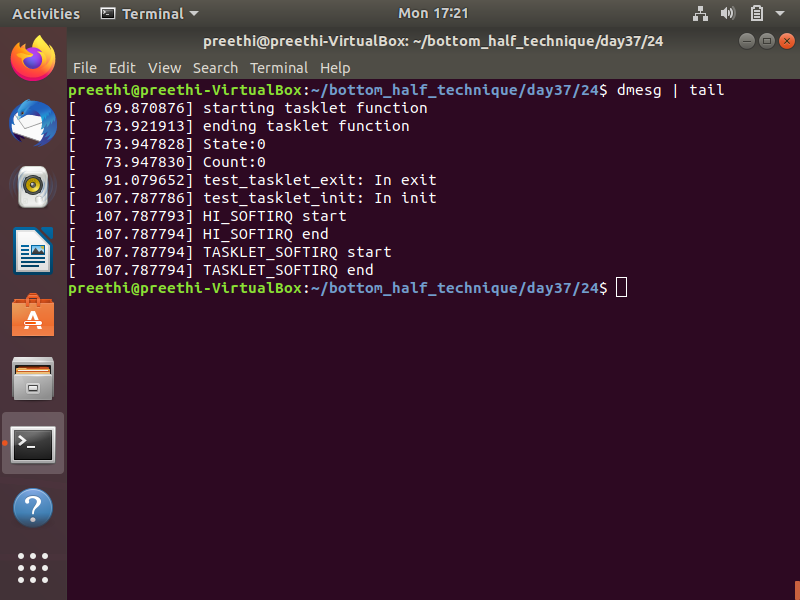 Activities Terminal Mon 17:21
preethi@preethi-VirtualBox: ~/bottom_half_technique/day37/24
File Edit View Search Terminal Help
preethi@preethi-VirtualBox:~/bottom_half_technique/day37/24$ dmesg | tail
[   69.870876] starting tasklet function
[   73.921913] ending tasklet function
[   73.947828] State:0
[   73.947830] Count:0
[   91.079652] test_tasklet_exit: In exit
[  107.787786] test_tasklet_init: In init
[  107.787793] HI_SOFTIRQ start
[  107.787794] HI_SOFTIRQ end
[  107.787794] TASKLET_SOFTIRQ start
[  107.787794] TASKLET_SOFTIRQ end
preethi@preethi-VirtualBox:~/bottom_half_technique/day37/24$